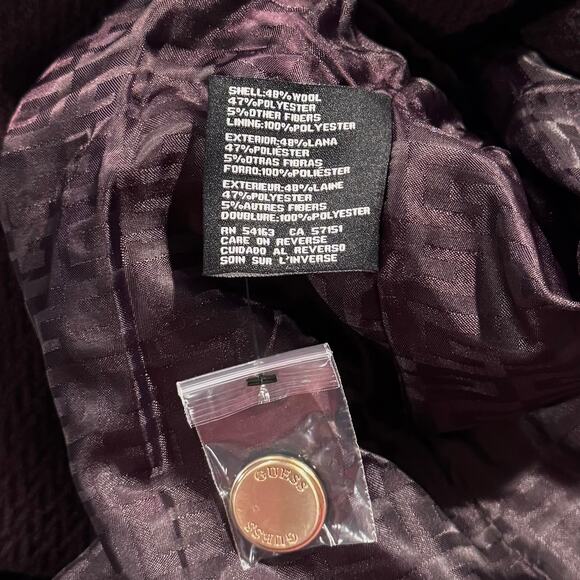 SHELL:48%WOOL
47%POLYESTER
5%OTHER FIBERS
LINING:100%POLYESTER
EXTERIOR:48%LANA
47%POLIÉSTER
5%OTRAS FIBRAS
FORRO:100%POLIÉSTER
EXTERIEUR:48%LAINE
47%POLYESTER
5%AUTRES FIBERS
DOUBLURE:100%POLYESTER
RN 54163 CA 57151
CARE ON REVERSE
CUIDADO AL REVERSO
SOIN SUR L'INVERSE
GUESS
GUESS